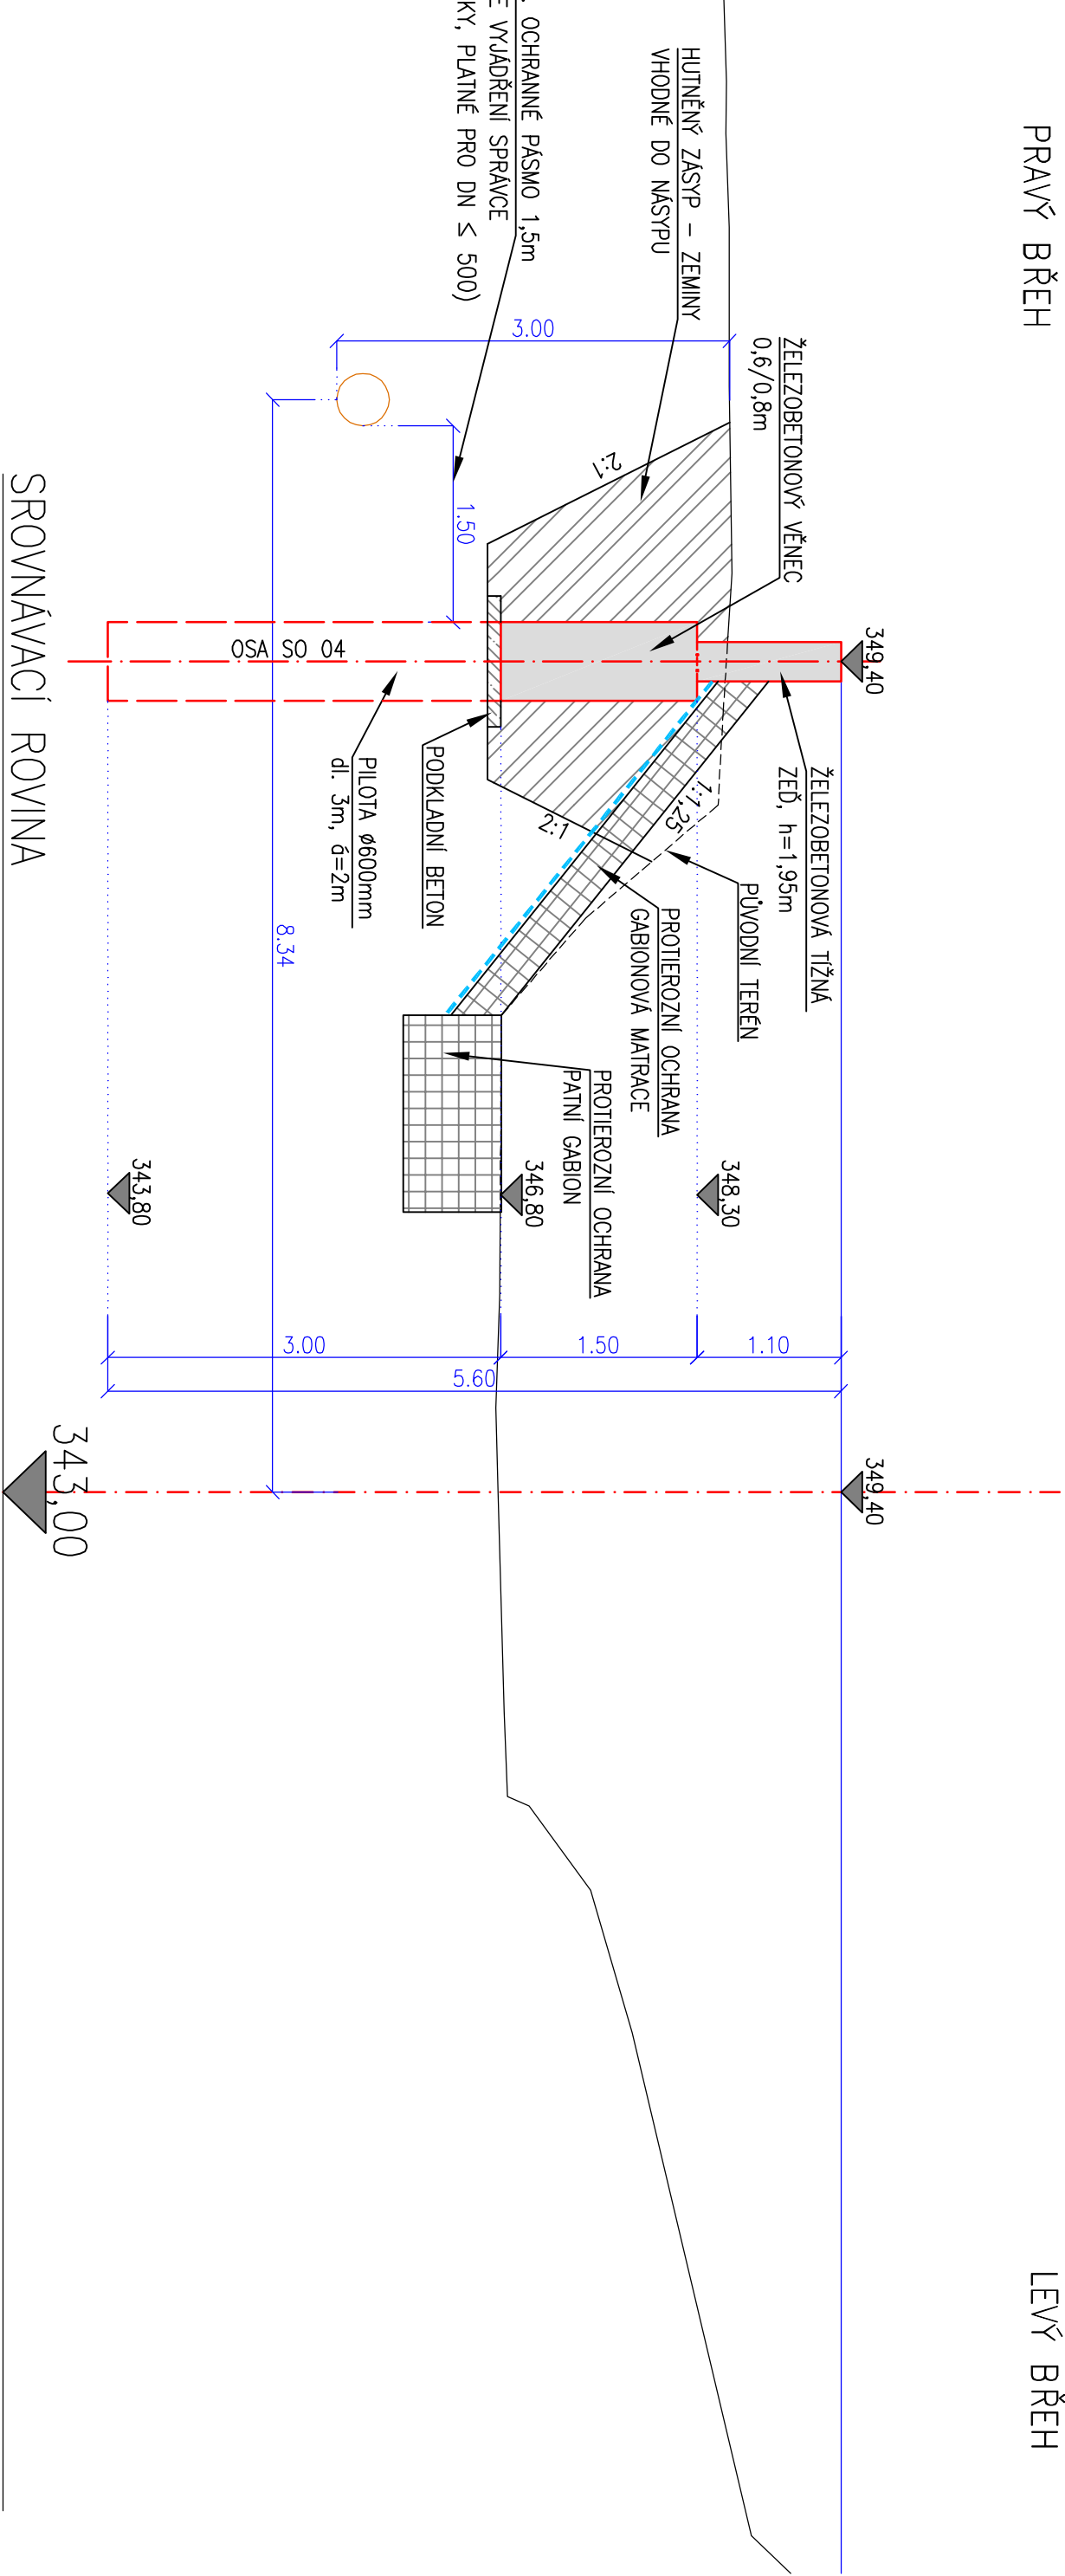 PRAVÝ BŘEH
LEVÝ BŘEH
349,40
349,40
ŽELEZOBETONOVÁ TÍŽNÁ
ZEĎ, h=1,95m
ŽELEZOBETONOVÝ VĚNEC
0,6/0,8m
PŮVODNÍ TERÉN
348,30
1.10
HUTNĚNÝ ZÁSYP – ZEMINY
VHODNÉ DO NÁSYPU
1:1,25
PROTIEROZNÍ OCHRANA
GABIONOVÁ MATRACE
2:1
2:1
PROTIEROZNÍ OCHRANA
PATNÍ GABION
1.50
346,80
3.00
. OCHRANNÉ PÁSMO 1,5m
E VYJÁDŘENÍ SPRÁVCE
KY, PLATNÉ PRO DN ≤ 500)
1.50
5.60
PODKLADNÍ BETON
PILOTA ø600mm
dl. 3m, á=2m
OSA SO 04
8.34
3.00
343,80
343,00
SROVNÁVACÍ ROVINA